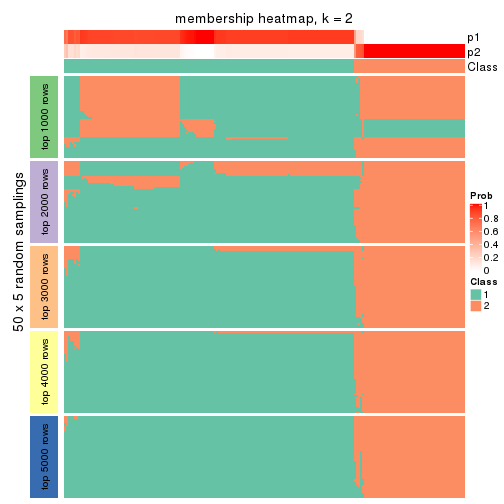 membership heatmap, k = 2
p1
p2
Class
50 x 5 random samplings
top 1000 rows
top 2000 rows
top 3000 rows
top 4000 rows
top 5000 rows
Prob
1
0.8
0.6
0.4
0.2
0
Class
1
2